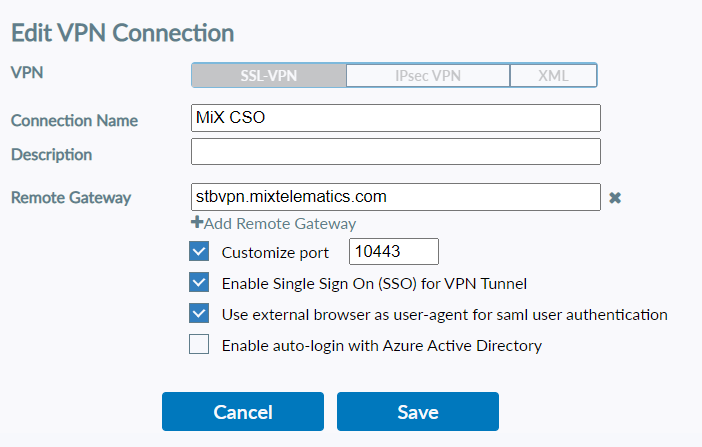 Edit VPN Connection
VPN SSL-VPN IPsec VPN XML
Connection Name MiX CSO
Description
Remote Gateway stbvpn.mixtelematics.com ✖
+Add Remote Gateway
Customize port 10443
Enable Single Sign On (SSO) for VPN Tunnel
Use external browser as user-agent for saml user authentication
Enable auto-login with Azure Active Directory
Cancel Save